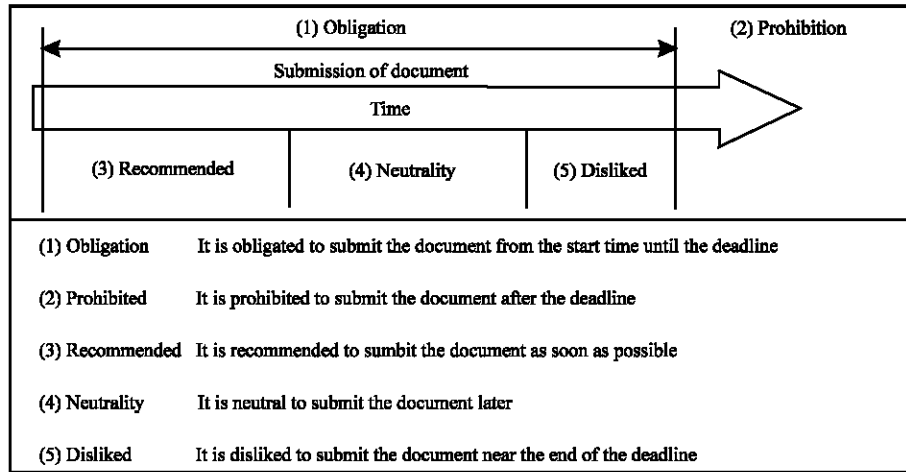 (1) Obligation
(2) Prohibition
Submission of document
Time
(3) Recommended
(4) Neutrality
(5) Disliked
(1) Obligation It is obligated to submit the document from the start time until the deadline
(2) Prohibited It is prohibited to submit the document after the deadline
(3) Recommended It is recommended to sumbit the document as soon as possible
(4) Neutrality It is neutral to submit the document later
(5) Disliked It is disliked to submit the document near the end of the deadline